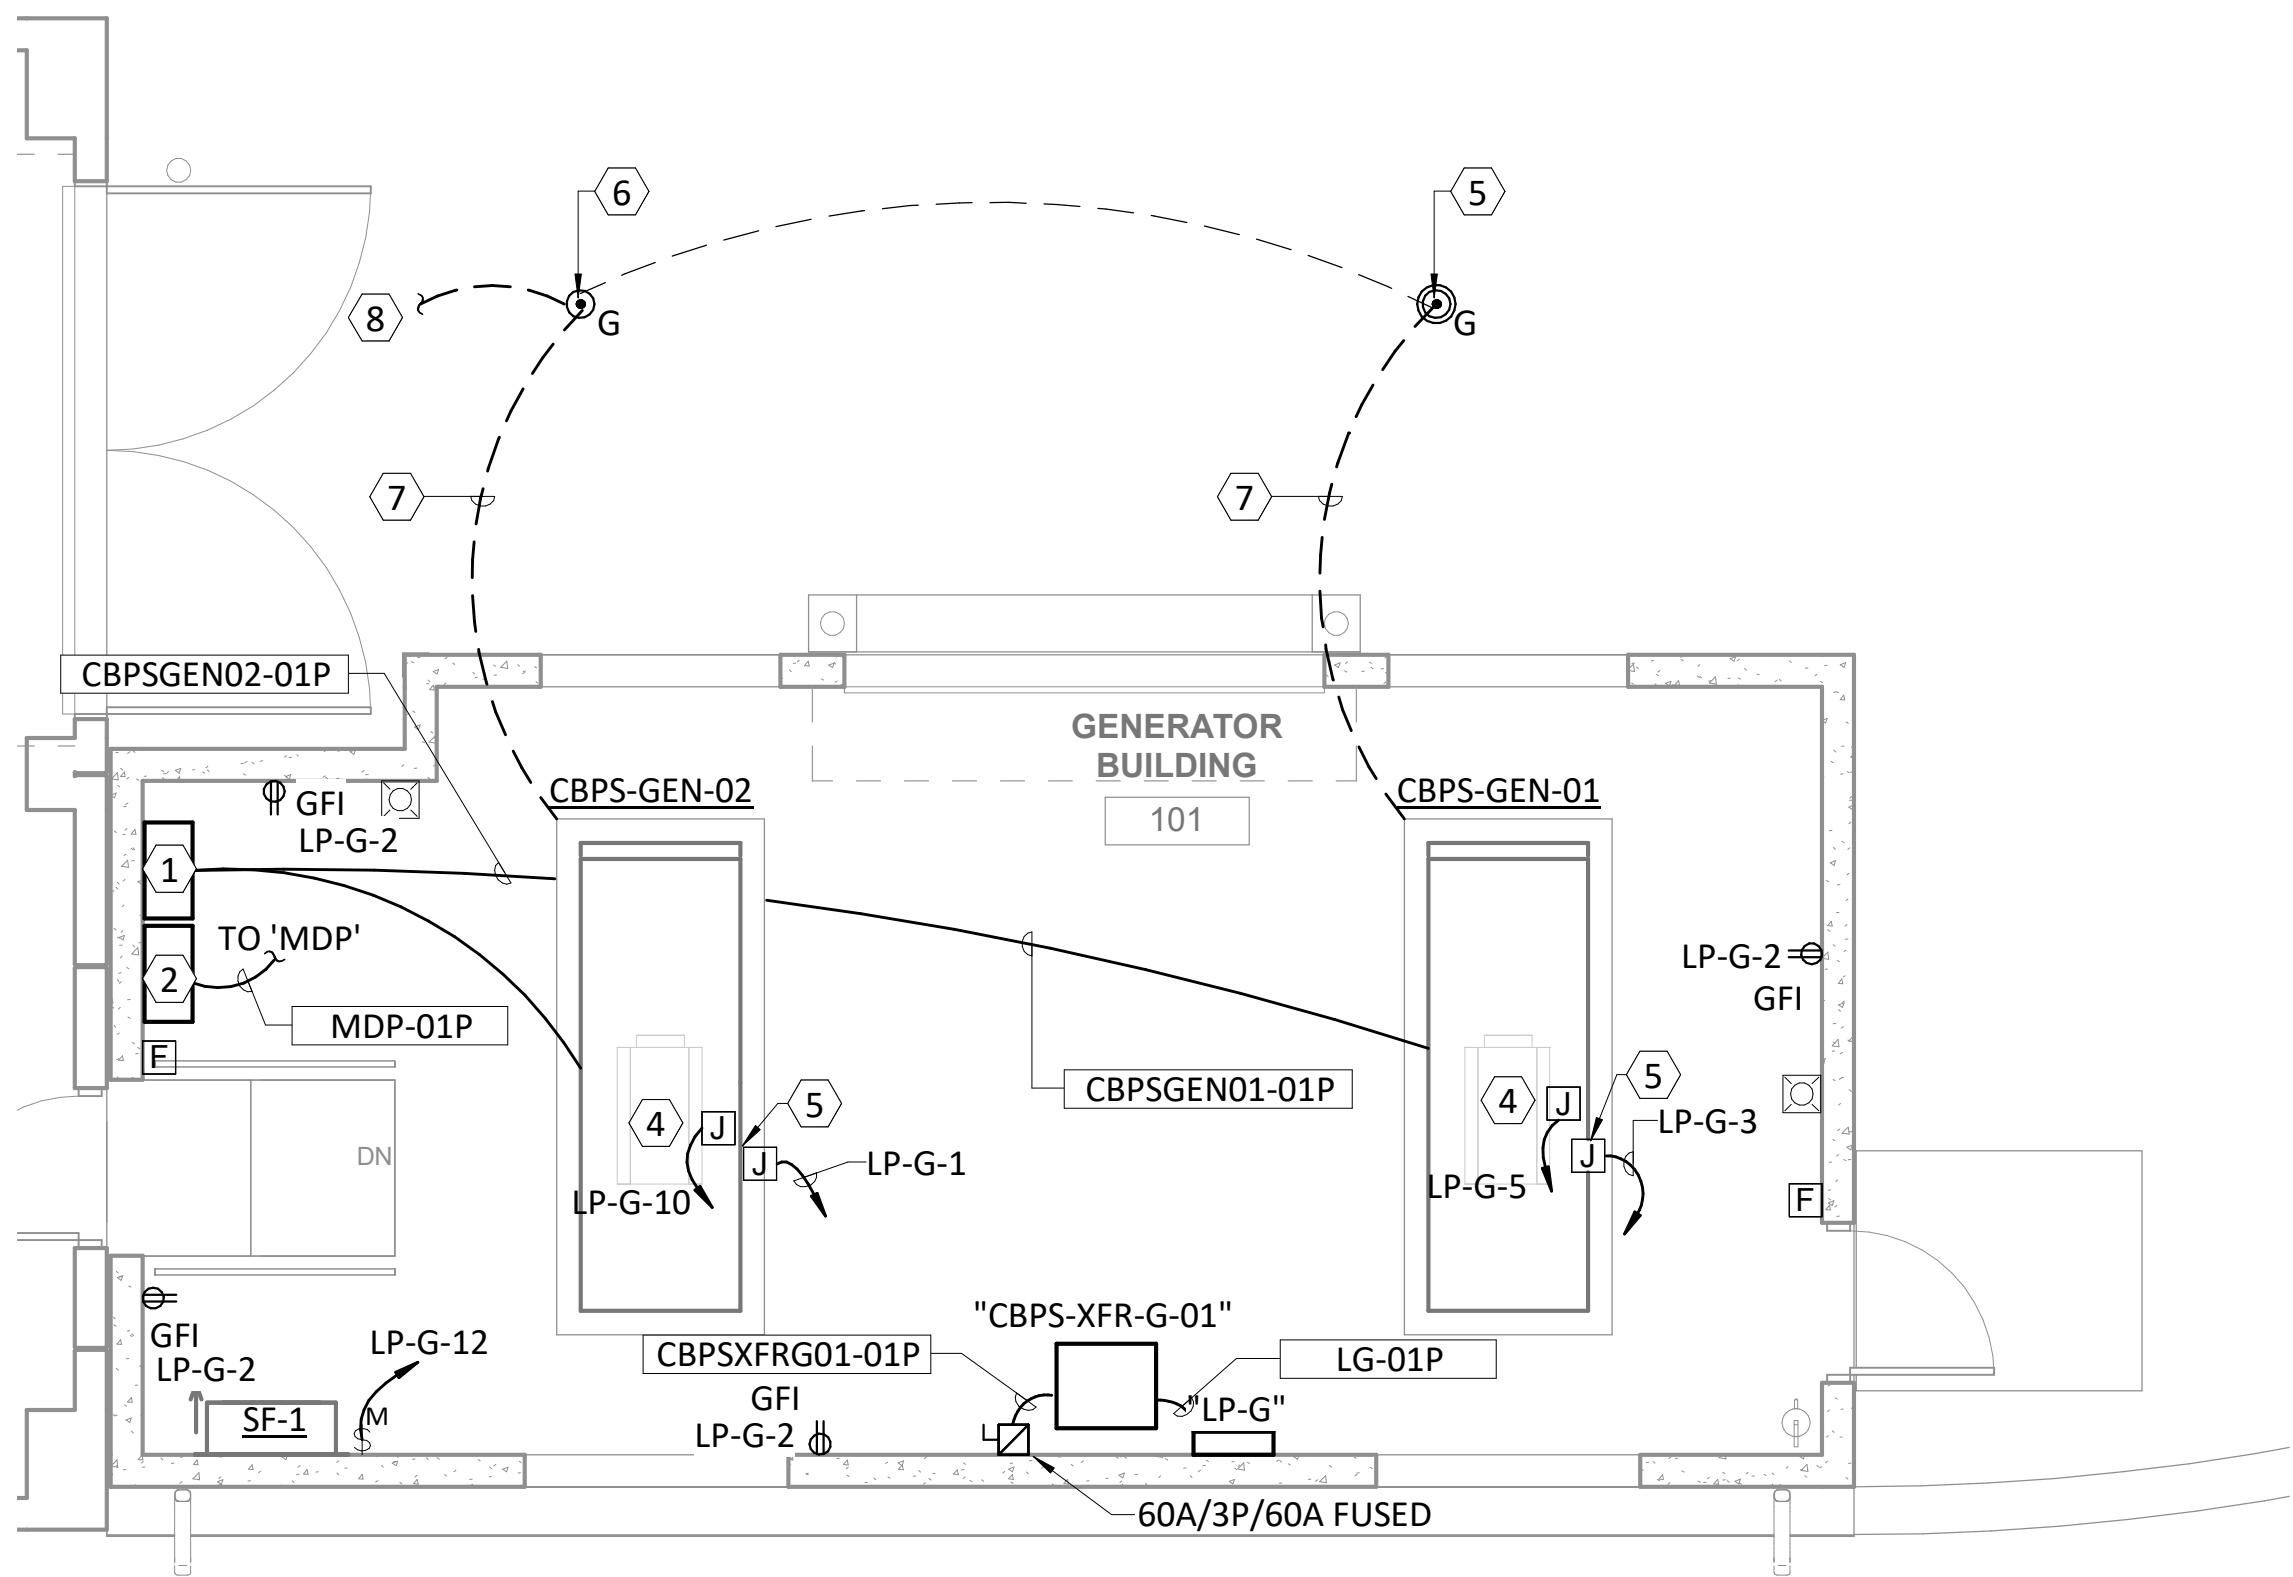 6
5
8
G
G
7
7
CBPSGEN02-01P
GENERATOR
BUILDING
101
CBPS-GEN-02
CBPS-GEN-01
GFI
LP-G-2
1
TO 'MDP'
2
MDP-01P
LP-G-2
GFI
F
CBPSGEN01-01P
4
J
5
J
LP-G-1
LP-G-10
4
J
5
J
LP-G-3
LP-G-5
DN
F
GFI
LP-G-2
LP-G-12
SF-1
M
$
"CBPS-XFR-G-01"
CBPSXFRG01-01P
LG-01P
GFI
LP-G-2
"LP-G"
60A/3P/60A FUSED